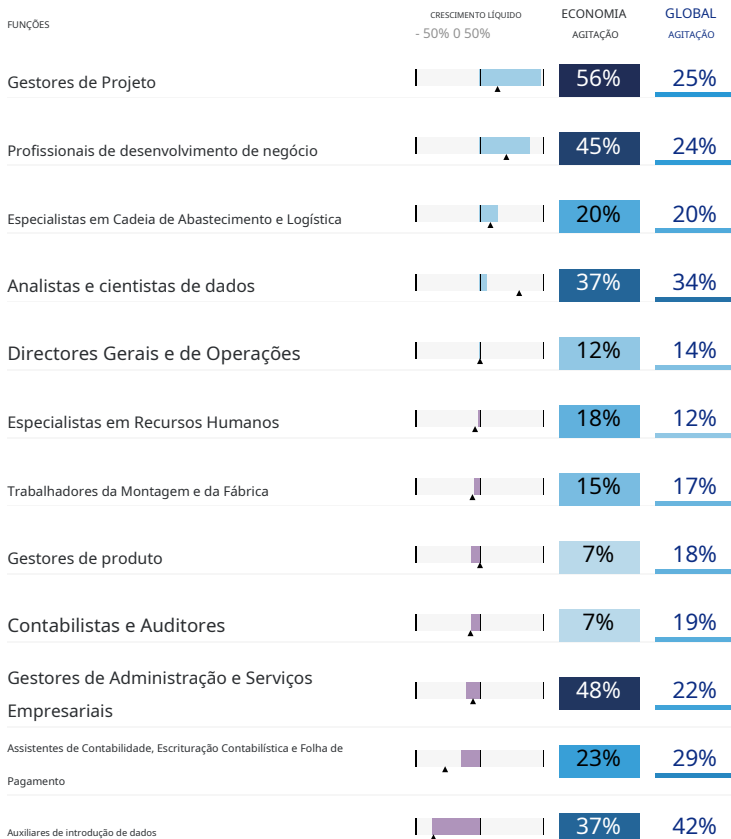 FUNÇÕES
CRESCIMENTO LÍQUIDO
- 50% 0 50%
ECONOMIA
AGITAÇÃO
GLOBAL
AGITAÇÃO
Gestores de Projeto 56% 25%
Profissionais de desenvolvimento de negócio 45% 24%
Especialistas em Cadeia de Abastecimento e Logística 20% 20%
Analistas e cientistas de dados 37% 34%
Directores Gerais e de Operações 12% 14%
Especialistas em Recursos Humanos 18% 12%
Trabalhadores da Montagem e da Fábrica 15% 17%
Gestores de produto 7% 18%
Contabilistas e Auditores 7% 19%
Gestores de Administração e Serviços
Empresariais
48% 22%
Assistentes de Contabilidade, Escrituração Contabilística e Folha de
Pagamento
23% 29%
Auxiliares de introdução de dados 37% 42%